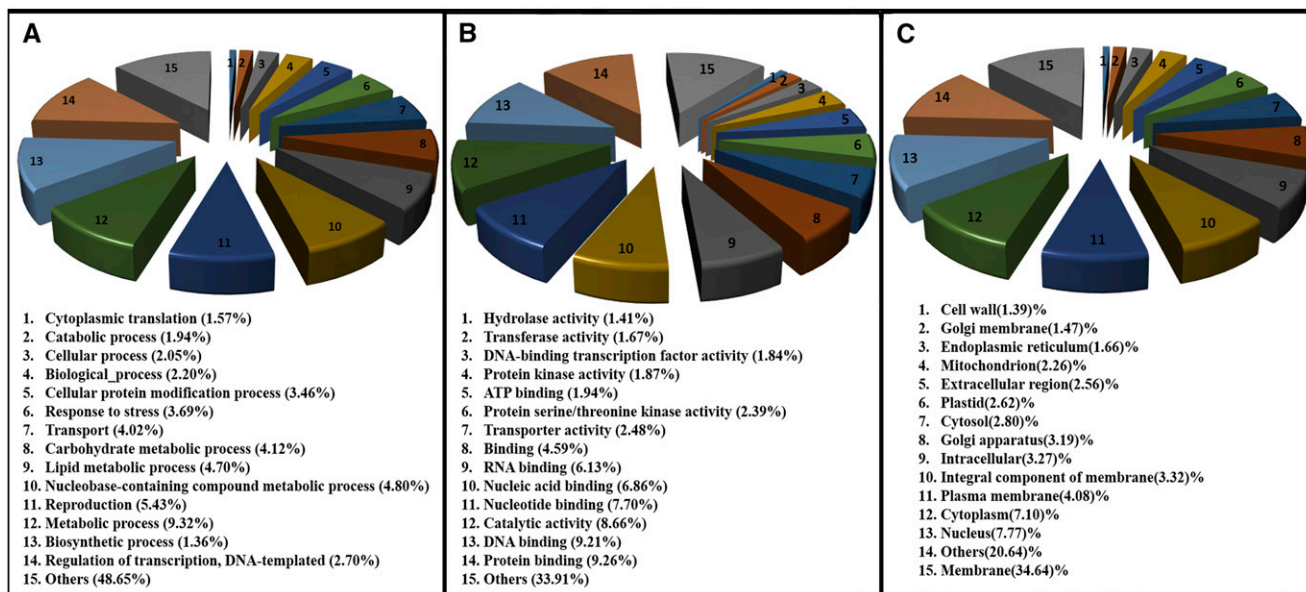 A
1
2
3
4
5
6
7
8
9
10
11
12
13
14
15
1. Cytoplasmic translation (1.57%)
2. Catabolic process (1.94%)
3. Cellular process (2.05%)
4. Biological_process (2.20%)
5. Cellular protein modification process (3.46%)
6. Response to stress (3.69%)
7. Transport (4.02%)
8. Carbohydrate metabolic process (4.12%)
9. Lipid metabolic process (4.70%)
10. Nucleobase-containing compound metabolic process (4.80%)
11. Reproduction (5.43%)
12. Metabolic process (9.32%)
13. Biosynthetic process (1.36%)
14. Regulation of transcription, DNA-templated (2.70%)
15. Others (48.65%)
B
1
2
3
4
5
6
7
8
9
10
11
12
13
14
15
1. Hydrolase activity (1.41%)
2. Transferase activity (1.67%)
3. DNA-binding transcription factor activity (1.84%)
4. Protein kinase activity (1.87%)
5. ATP binding (1.94%)
6. Protein serine/threonine kinase activity (2.39%)
7. Transporter activity (2.48%)
8. Binding (4.59%)
9. RNA binding (6.13%)
10. Nucleic acid binding (6.86%)
11. Nucleotide binding (7.70%)
12. Catalytic activity (8.66%)
13. DNA binding (9.21%)
14. Protein binding (9.26%)
15. Others (33.91%)
C
1
2
3
4
5
6
7
8
9
10
11
12
13
14
15
1. Cell wall(1.39)%
2. Golgi membrane(1.47)%
3. Endoplasmic reticulum(1.66)%
4. Mitochondrion(2.26)%
5. Extracellular region(2.56)%
6. Plastid(2.62)%
7. Cytosol(2.80)%
8. Golgi apparatus(3.19)%
9. Intracellular(3.27)%
10. Integral component of membrane(3.32)%
11. Plasma membrane(4.08)%
12. Cytoplasm(7.10)%
13. Nucleus(7.77)%
14. Others(20.64)%
15. Membrane(34.64)%